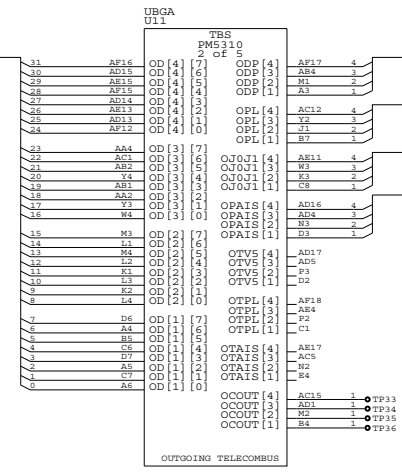 UBGA
U11
TBS
PM5310
2 of 5
31 AF16 OD[4][7] ODP[4] AF17 4
30 AD15 OD[4][6] ODP[3] AB4 3
29 AE15 OD[4][5] ODP[2] M1 2
28 AF15 OD[4][4] ODP[1] A3 1
27 AD14 OD[4][3]
26 AE13 OD[4][2] OPL[4] AC12 4
25 AD13 OD[4][1] OPL[3] Y2 3
24 AF12 OD[4][0] OPL[2] J1 2
OPL[1] B7 1
23 AA4 OD[3][7]
22 AC1 OD[3][6] OJ0J1[4] AE11 4
21 AB2 OD[3][5] OJ0J1[3] W3 3
20 Y4 OD[3][4] OJ0J1[2] K3 2
19 AB1 OD[3][3] OJ0J1[1] C8 1
18 AA2 OD[3][2]
17 Y3 OD[3][1] OPAIS[4] AD16 4
16 W4 OD[3][0] OPAIS[3] AD4 3
OPAIS[2] N3 2
15 M3 OD[2][7] OPAIS[1] D3 1
14 L1 OD[2][6]
13 M4 OD[2][5] OTV5[4] AD17
12 L2 OD[2][4] OTV5[3] AD5
11 K1 OD[2][3] OTV5[2] P3
10 L3 OD[2][2] OTV5[1] D2
9 K2 OD[2][1]
8 L4 OD[2][0] OTPL[4] AF18
OTPL[3] AE4
7 D6 OD[1][7] OTPL[2] P2
6 A4 OD[1][6] OTPL[1] C1
5 B5 OD[1][5]
4 C6 OD[1][4] OTAIS[4] AE17
3 D7 OD[1][3] OTAIS[3] AC5
2 A5 OD[1][2] OTAIS[2] N2
1 C7 OD[1][1] OTAIS[1] E4
0 A6 OD[1][0]
OCOUT[4] AC15 1 TP33
OCOUT[3] AD1 1 TP34
OCOUT[2] M2 1 TP35
OCOUT[1] B4 1 TP36
OUTGOING TELECOMBUS